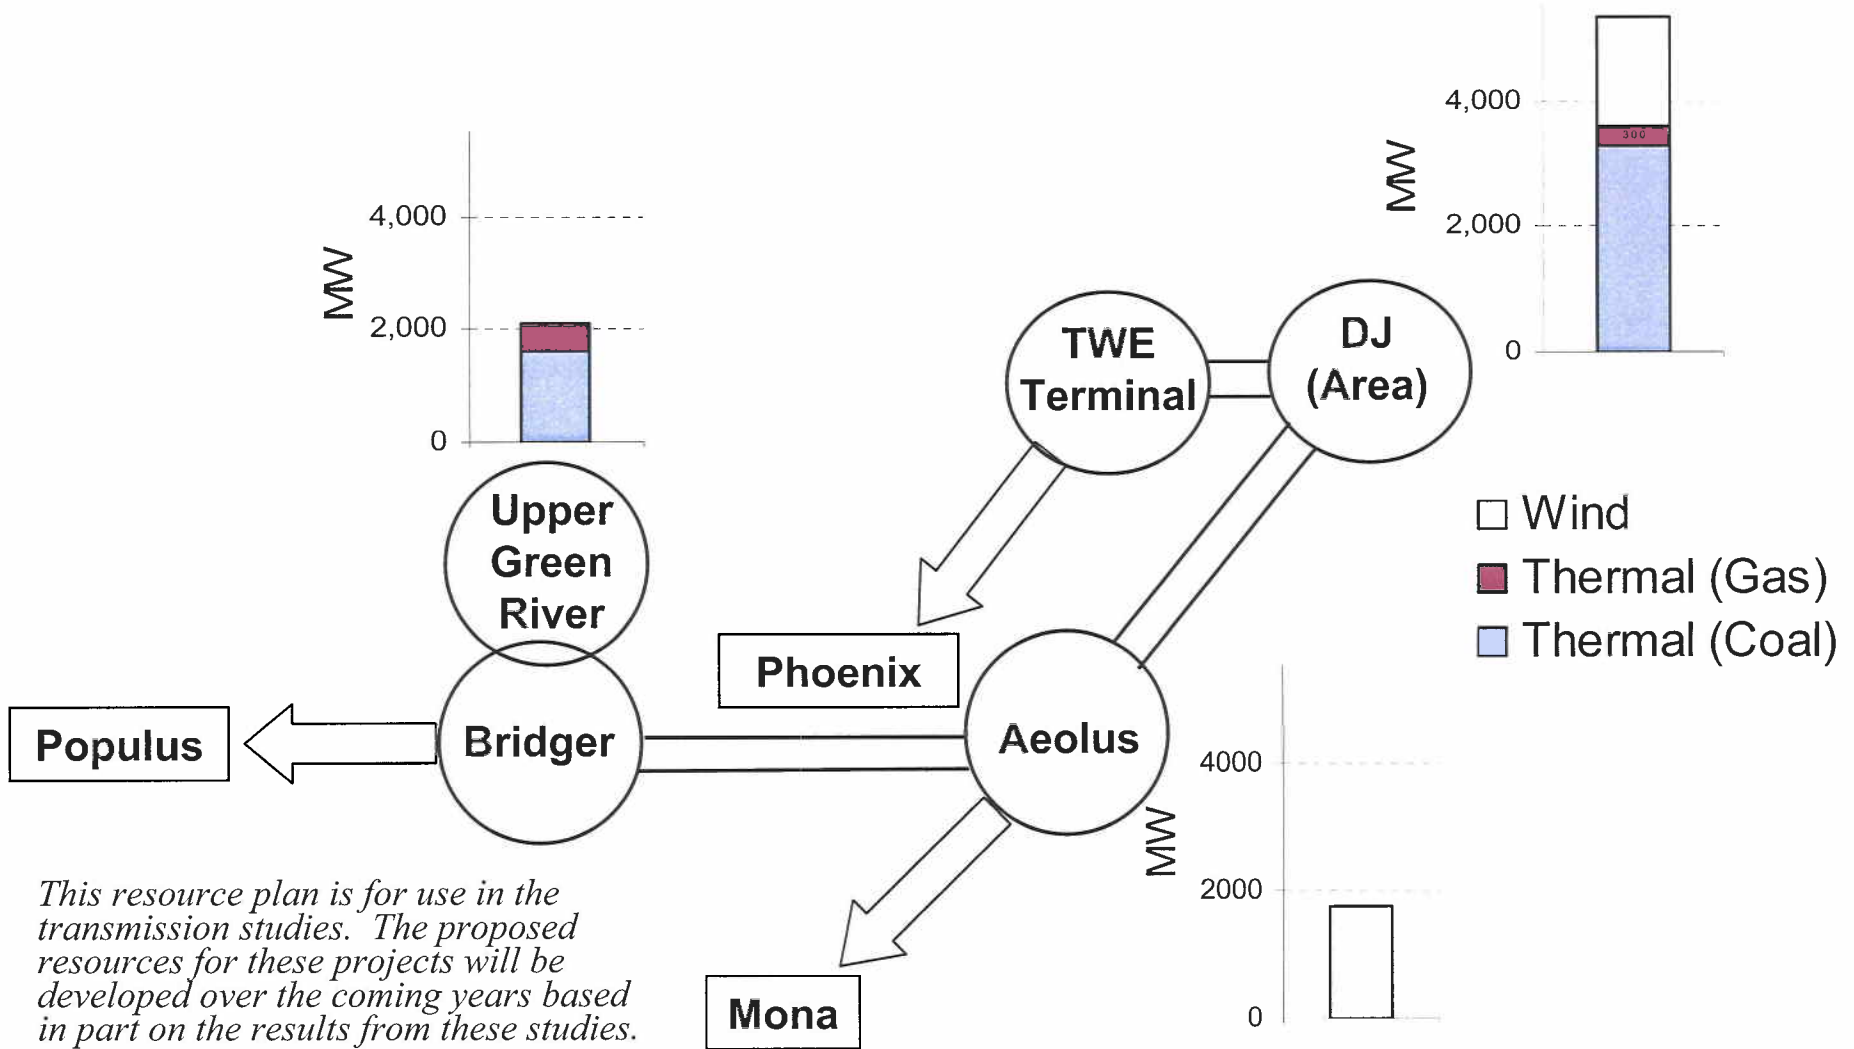 4,000
300
MW
2,000
0
4,000
MW
2,000
0
TWE
Terminal
DJ
(Area)
Upper
Green
River
Wind
Thermal (Gas)
Thermal (Coal)
Phoenix
Populus
Bridger
Aeolus
4000
MW
2000
0
This resource plan is for use in the
transmission studies. The proposed
resources for these projects will be
developed over the coming years based
in part on the results from these studies.
Mona